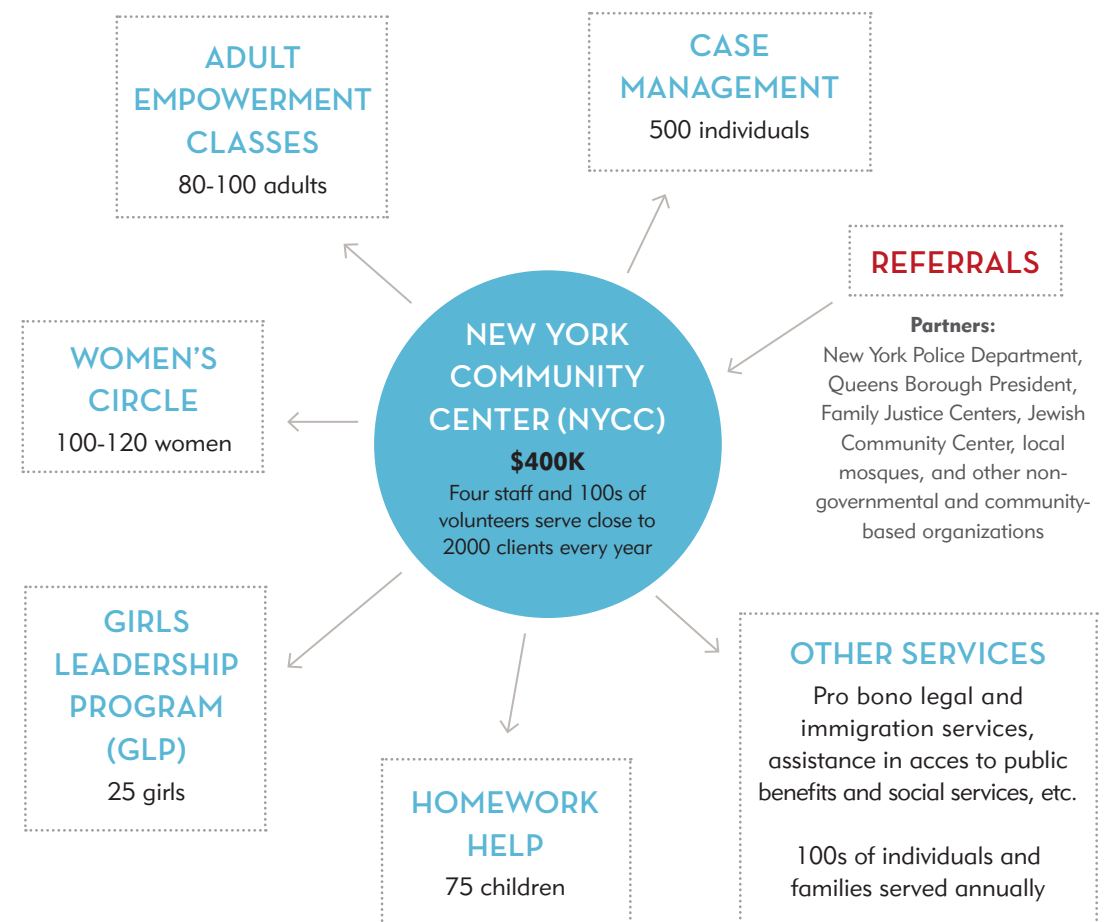 ADULT
EMPOWERMENT
CLASSES
80-100 adults
CASE
MANAGEMENT
500 individuals
REFERRALS
Partners:
New York Police Department,
Queens Borough President,
Family Justice Centers, Jewish
Community Center, local
mosques, and other non-
governmental and community-
based organizations
NEW YORK
COMMUNITY
CENTER (NYCC)
$400K
Four staff and 100s of
volunteers serve close to
2000 clients every year
WOMEN'S
CIRCLE
100-120 women
GIRLS
LEADERSHIP
PROGRAM
(GLP)
25 girls
HOMEWORK
HELP
75 children
OTHER SERVICES
Pro bono legal and
immigration services,
assistance in acces to public
benefits and social services, etc.
100s of individuals and
families served annually